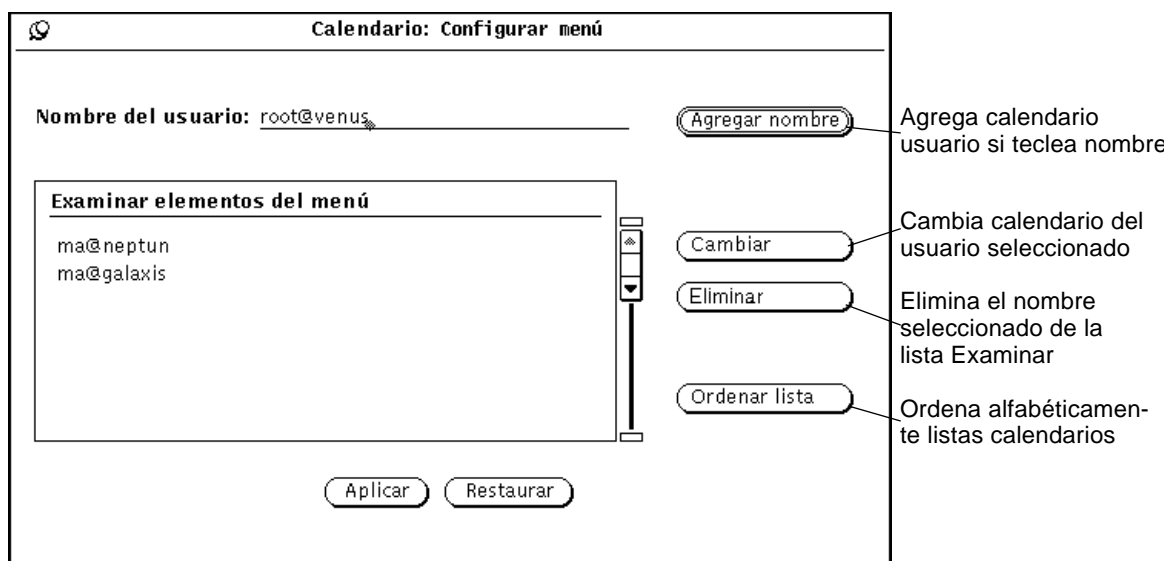 Calendario: Configurar menú
Nombre del usuario: root@venus
Agregar nombre
Agrega calendario
usuario si teclea nombre
Examinar elementos del menú
ma@neptun
ma@galaxis
Cambiar
Cambia calendario del
usuario seleccionado
Eliminar
Elimina el nombre
seleccionado de la
lista Examinar
Ordenar lista
Ordena alfabéticamen-
te listas calendarios
Aplicar
Restaurar